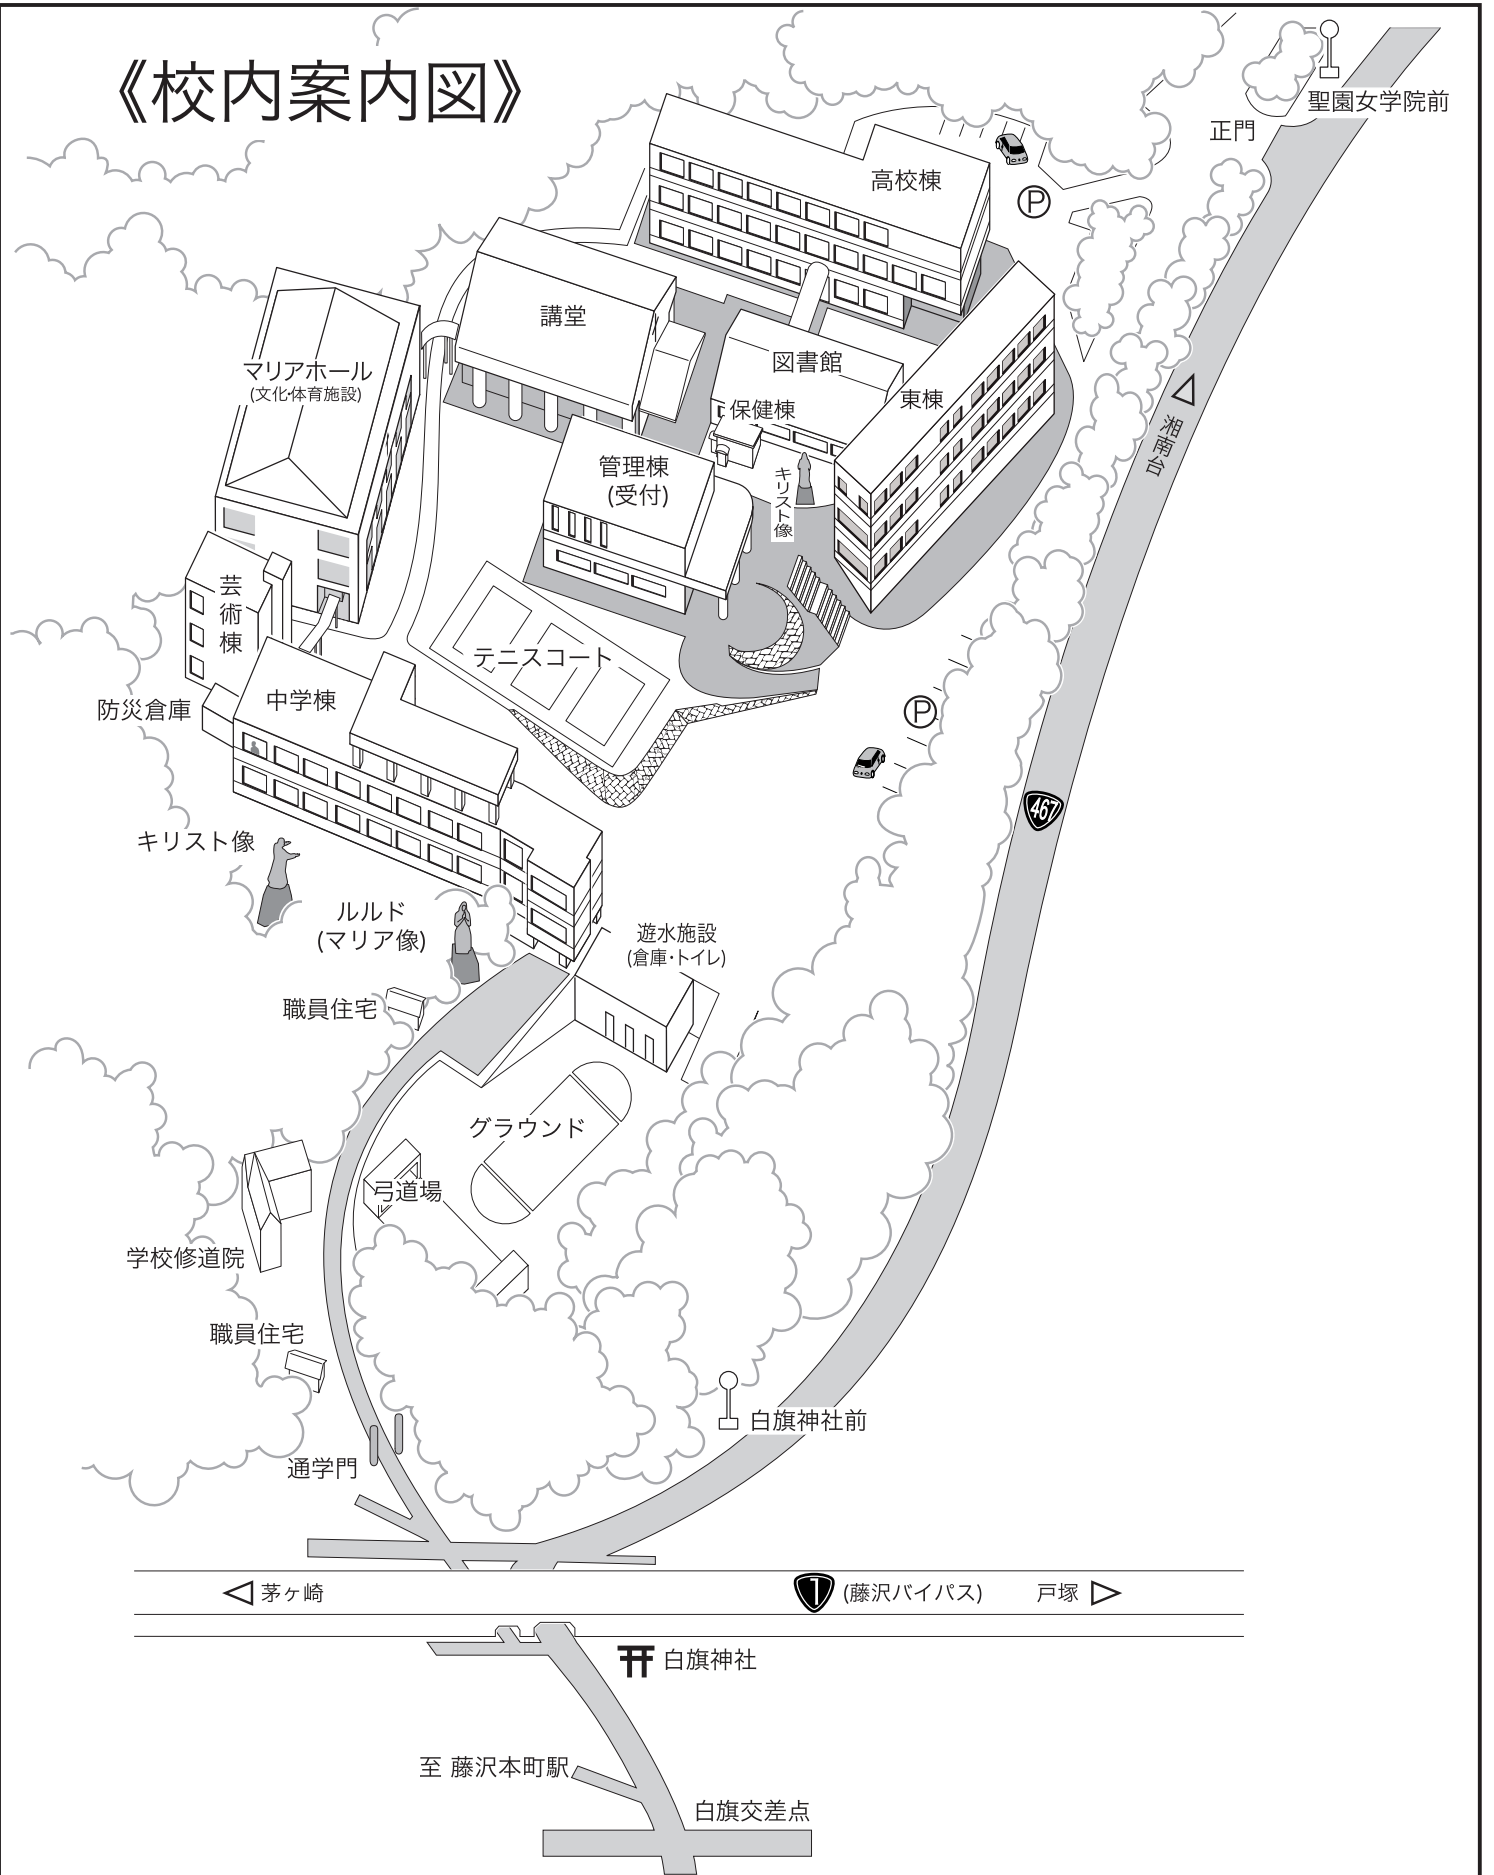 《校内案内図》
聖園女学院前
正門
高校棟
P
講堂
図書館
マリアホール
(文化・体育施設)
保健棟
東棟
湘南台
管理棟
(受付)
キリスト像
芸術棟
テニスコート
中学棟
防災倉庫
P
467
キリスト像
ルルド
(マリア像)
遊水施設
(倉庫・トイレ)
職員住宅
グラウンド
弓道場
学校修道院
職員住宅
白旗神社前
通学門
茅ヶ崎
1
(藤沢バイパス)
戸塚
白旗神社
至 藤沢本町駅
白旗交差点